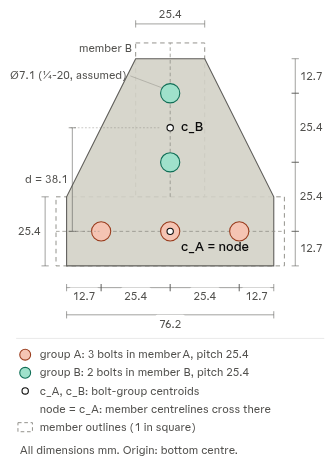 25.4
member B
Ø7.1 (¼-20, assumed)
12.7
c_B
25.4
d = 38.1
25.4
25.4
c_A = node
12.7
12.7
25.4
25.4
12.7
76.2
group A: 3 bolts in member A, pitch 25.4
group B: 2 bolts in member B, pitch 25.4
c_A, c_B: bolt-group centroids
node = c_A: member centrelines cross there
member outlines (1 in square)
All dimensions mm. Origin: bottom centre.